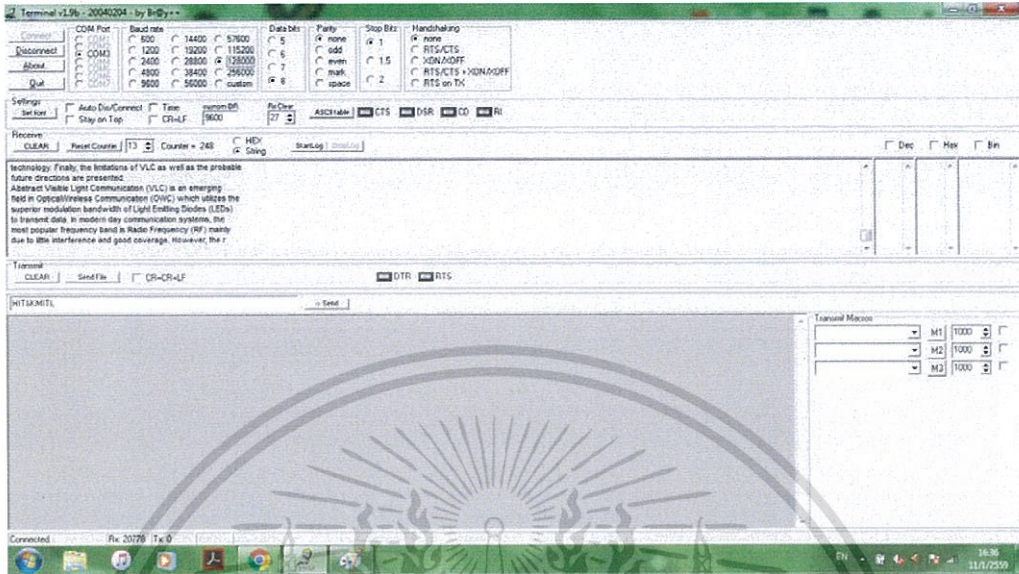 Terminal v1.9b - 20040204 - by Br@y++
Connect
Disconnect
About
Quit
COM Port
COM3
Baud rate
600 14400 57600
1200 19200 115200
2400 28800 128000
4800 38400 256000
9600 56000 custom
Data bits
5
6
7
8
Parity
none
odd
even
mark
space
Stop Bits
1
1.5
2
Handshaking
none
RTS/CTS
XON/XOFF
RTS/CTS + XON/XOFF
RTS on TX
Settings
Set font
Auto Dis/Connect Time
Stay on Top CR=LF
custom BR
9600
Rx Clear
27
ASCII table CTS DSR CD RI
Receive
CLEAR Reset Counter 13 Counter = 248
HEX
String
StartLog StopLog
Dec Hex Bin
technology. Finally, the limitations of VLC as well as the probable
future directions are presented.
Abstract Visible Light Communication (VLC) is an emerging
field in OpticalWireless Communication (OWC) which utilizes the
superior modulation bandwidth of Light Emitting Diodes (LEDs)
to transmit data. In modern day communication systems, the
most popular frequency band is Radio Frequency (RF) mainly
due to little interference and good coverage. However, the r
Transmit
CLEAR Send File CR=CR+LF DTR RTS
-> Send
Transmit Macros
M1 1000
M2 1000
M3 1000
Connected Rx: 20778 Tx: 0
EN
16:36
11/1/2559